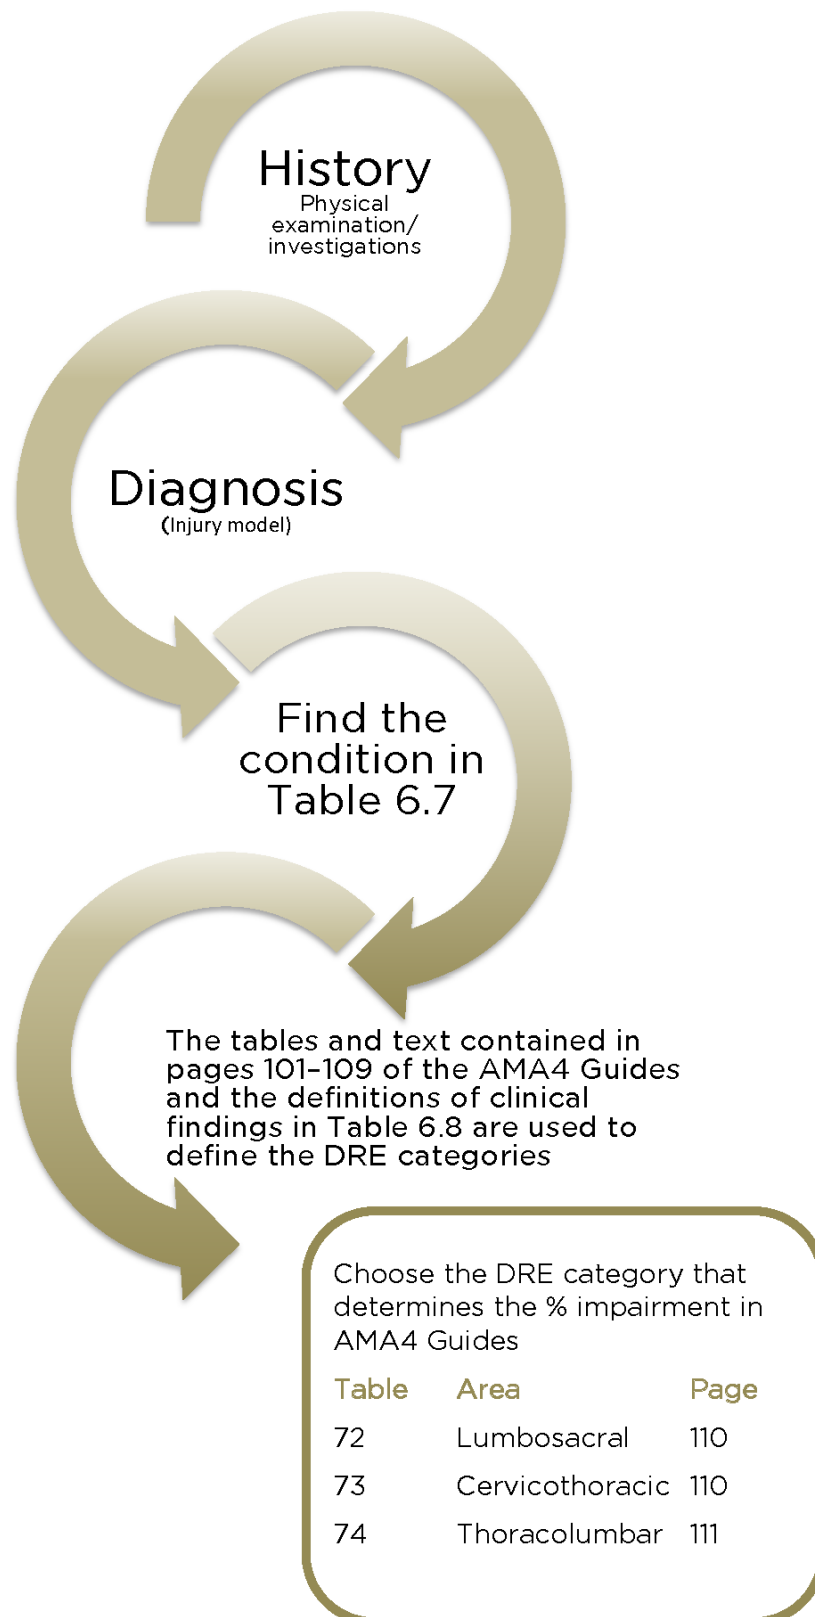 History
Physical
examination/
investigations
Diagnosis
(Injury model)
Find the
condition in
Table 6.7
The tables and text contained in
pages 101–109 of the AMA4 Guides
and the definitions of clinical
findings in Table 6.8 are used to
define the DRE categories
Choose the DRE category that
determines the % impairment in
AMA4 Guides
Table Area Page
72 Lumbosacral 110
73 Cervicothoracic 110
74 Thoracolumbar 111